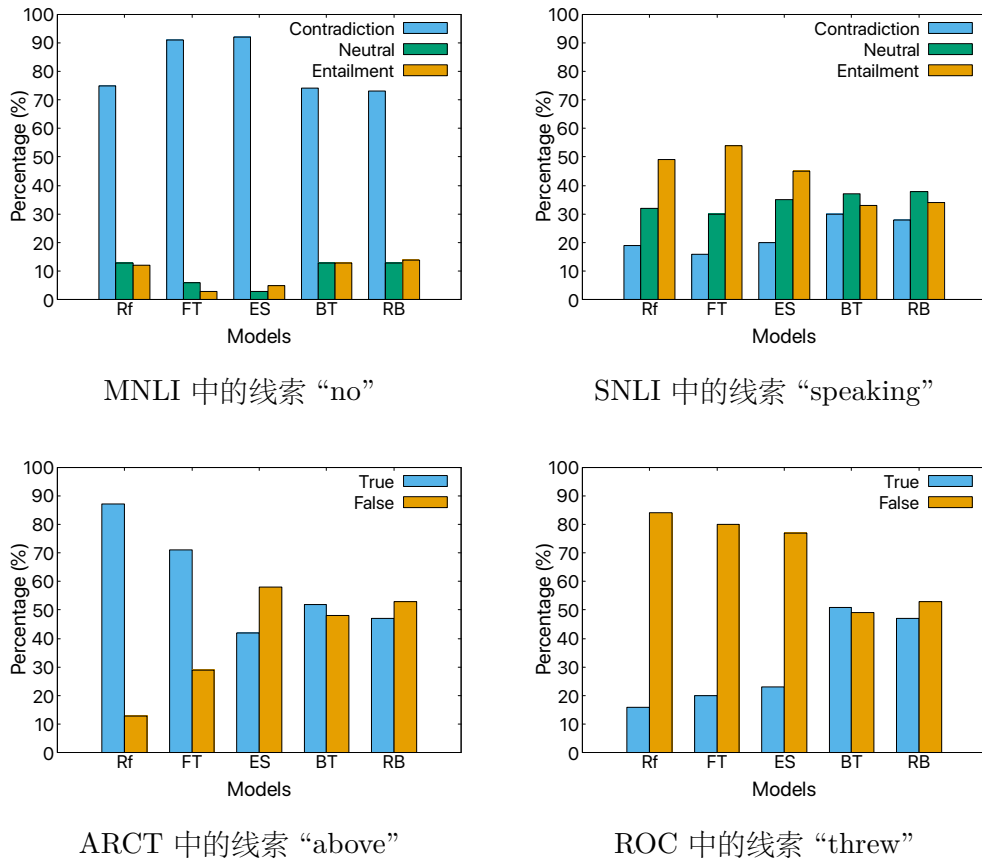 100
90
80
70
60
50
40
30
20
10
0
Percentage (%)
Contradiction
Neutral
Entailment
Rf FT ES BT RB
Models
MNLI 中的线索 “no”
100
90
80
70
60
50
40
30
20
10
0
Percentage (%)
Contradiction
Neutral
Entailment
Rf FT ES BT RB
Models
SNLI 中的线索 “speaking”
100
90
80
70
60
50
40
30
20
10
0
Percentage (%)
True
False
Rf FT ES BT RB
Models
ARCT 中的线索 “above”
100
90
80
70
60
50
40
30
20
10
0
Percentage (%)
True
False
Rf FT ES BT RB
Models
ROC 中的线索 “threw”